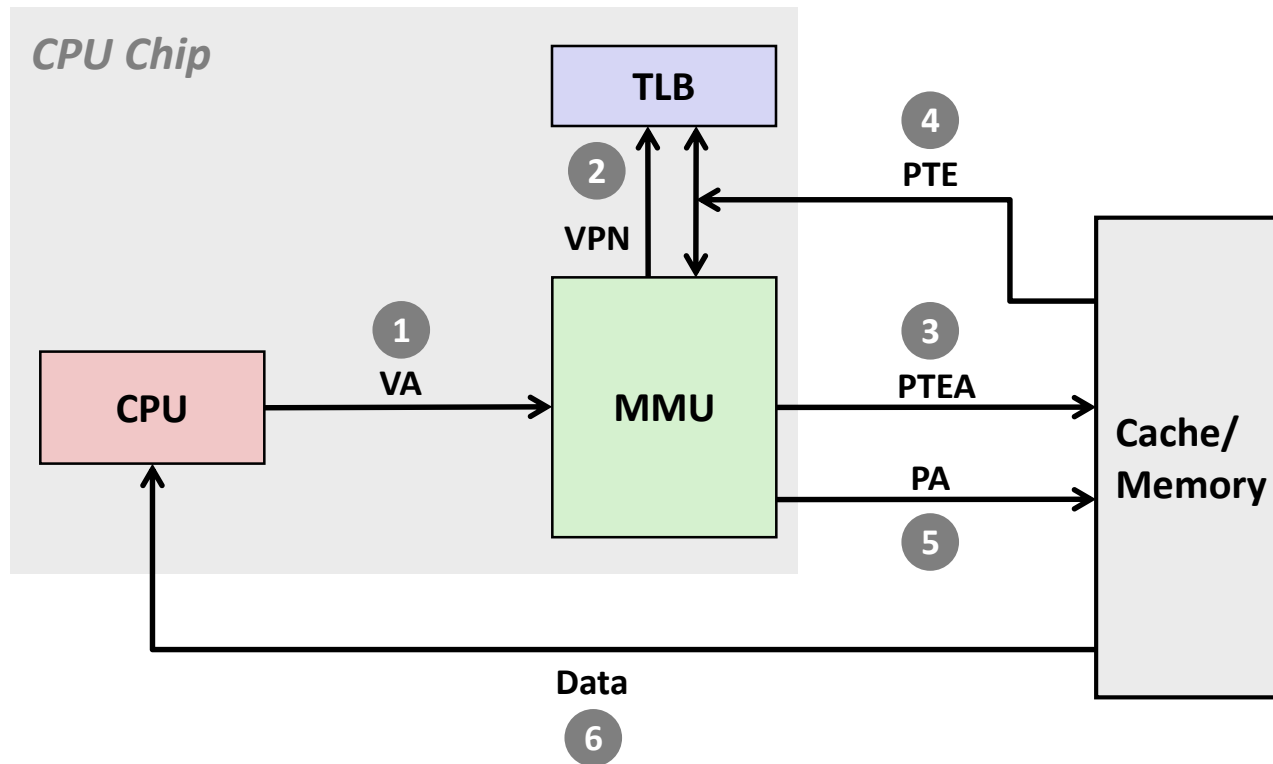 CPU Chip
TLB
4
PTE
2
VPN
1
VA
3
PTEA
CPU
MMU
Cache/
Memory
PA
5
Data
6